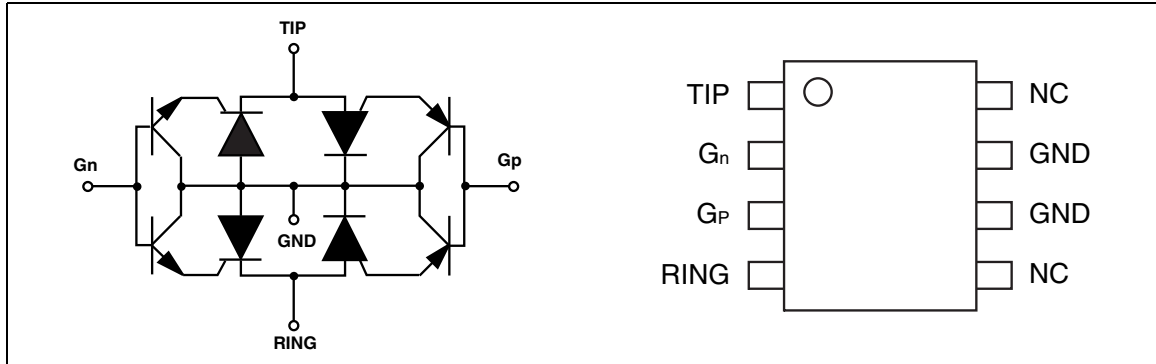 TIP
Gn
Gp
GND
RING
TIP
Gn
GP
RING
NC
GND
GND
NC